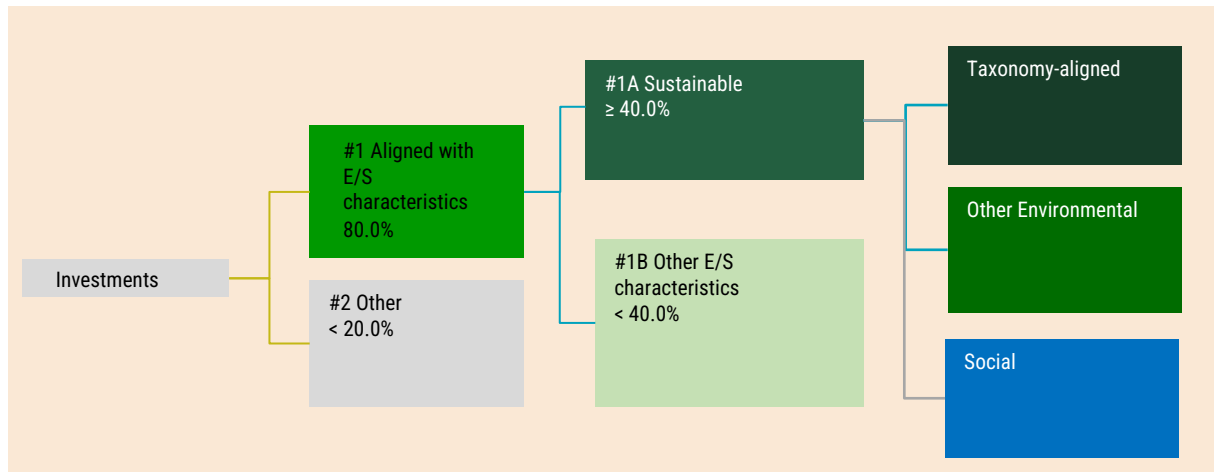 Investments
#1 Aligned with
E/S
characteristics
80.0%
#2 Other
< 20.0%
#1A Sustainable
≥ 40.0%
#1B Other E/S
characteristics
< 40.0%
Taxonomy-aligned
Other Environmental
Social